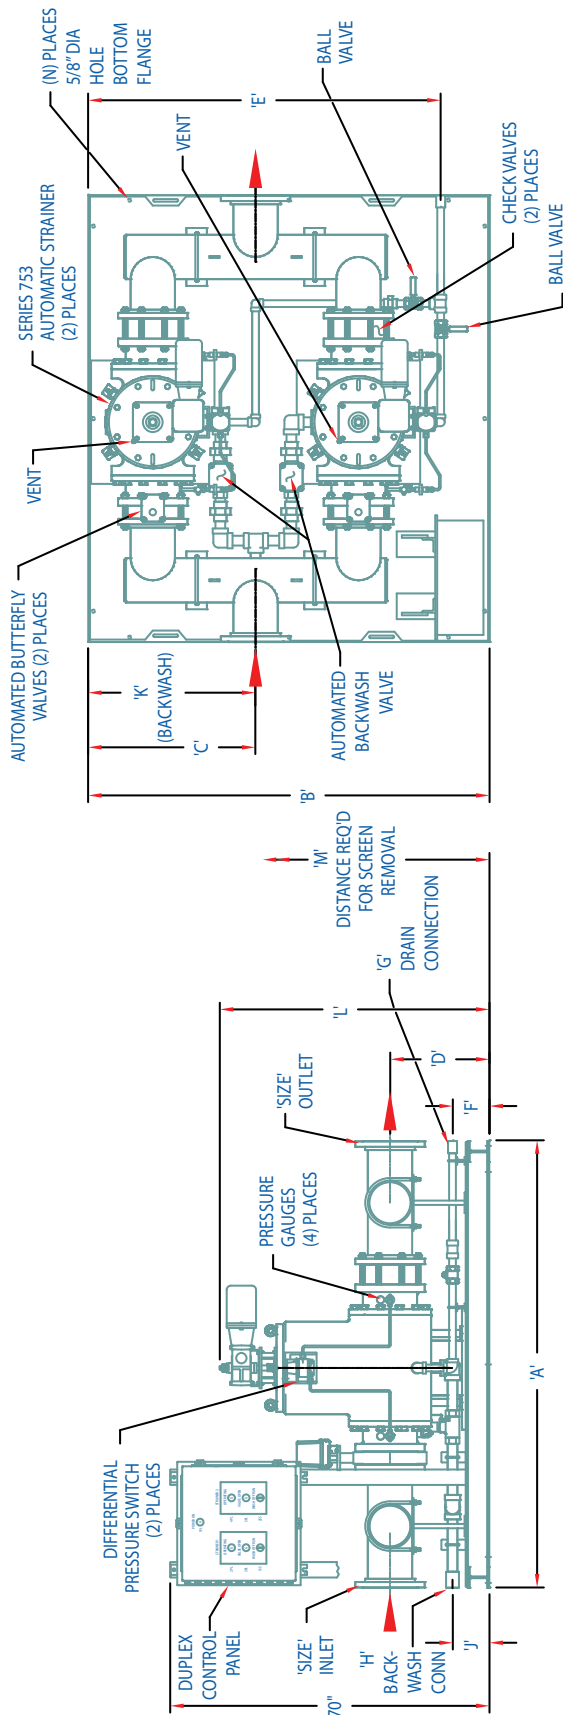 (N) PLACES
5/8" DIA
HOLE
BOTTOM
FLANGE
SERIES 753
AUTOMATIC STRAINER
(2) PLACES
VENT
AUTOMATED BUTTERFLY
VALVES (2) PLACES
VENT
'E'
BALL
VALVE
CHECK VALVES
(2) PLACES
BALL VALVE
AUTOMATED
BACKWASH
VALVE
'K'
(BACKWASH)
'C'
'B'
'M'
DISTANCE REQ'D
FOR SCREEN
REMOVAL
'G'
DRAIN
CONNECTION
'L'
'D'
'F'
'SIZE'
OUTLET
PRESSURE
GAUGES
(4) PLACES
DIFFERENTIAL
PRESSURE SWITCH
(2) PLACES
DUPLEX
CONTROL
PANEL
'SIZE'
INLET
'H'
BACK-
WASH
CONN
'J'
70"
'A'